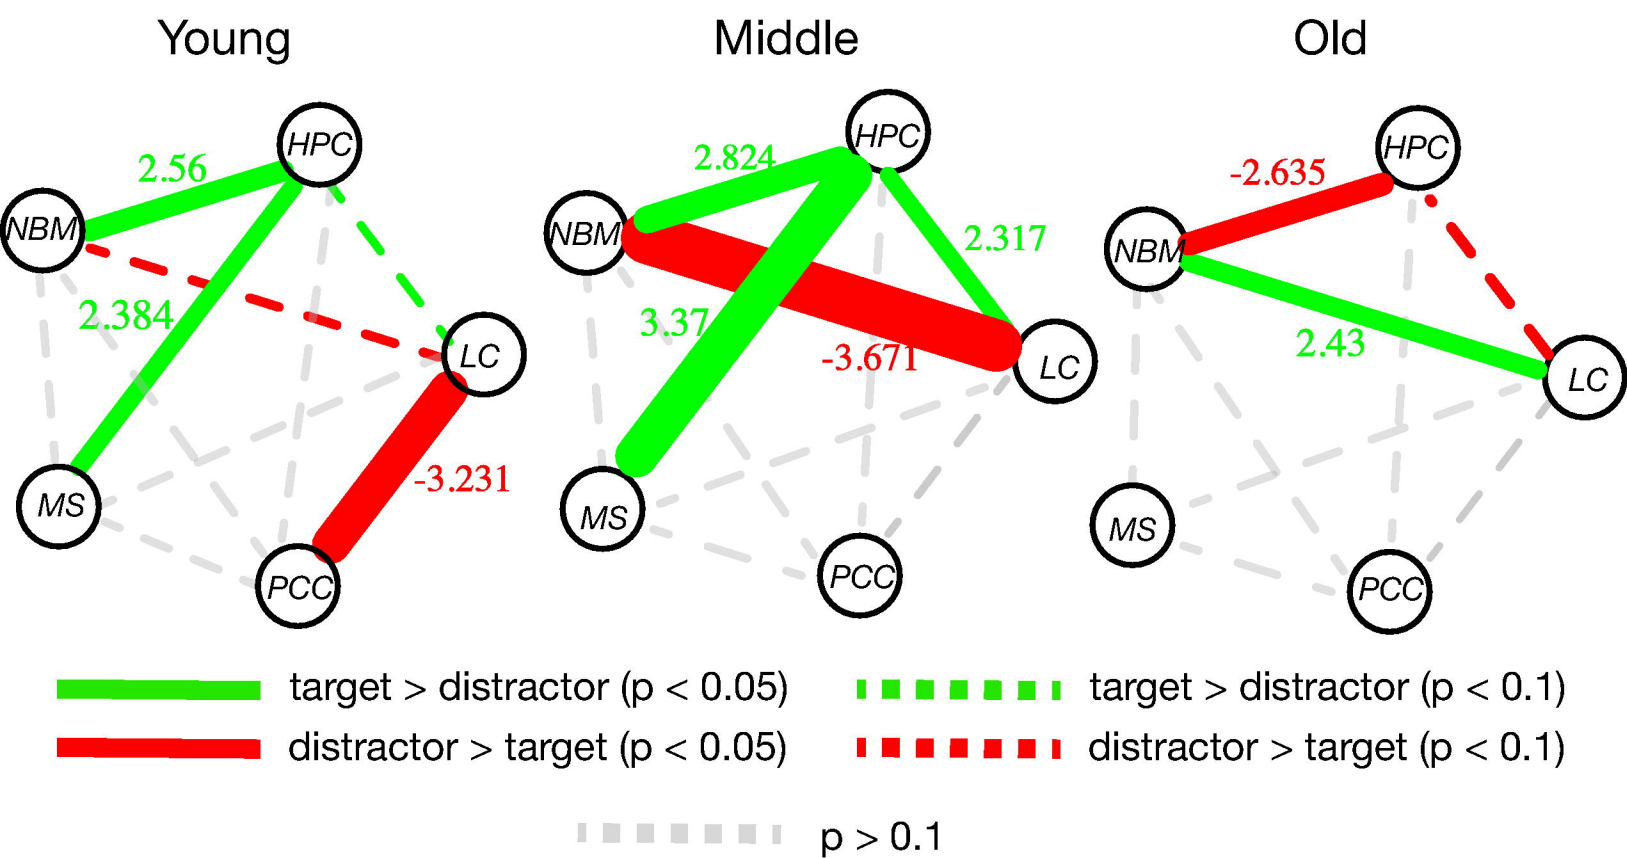 Young Middle Old
HPC HPC HPC
2.56 2.824 -2.635
NBM NBM NBM
2.317
2.384 3.37 2.43
LC -3.671 LC LC
-3.231
MS MS MS
PCC PCC PCC
target > distractor (p < 0.05) target > distractor (p < 0.1)
distractor > target (p < 0.05) distractor > target (p < 0.1)
p > 0.1